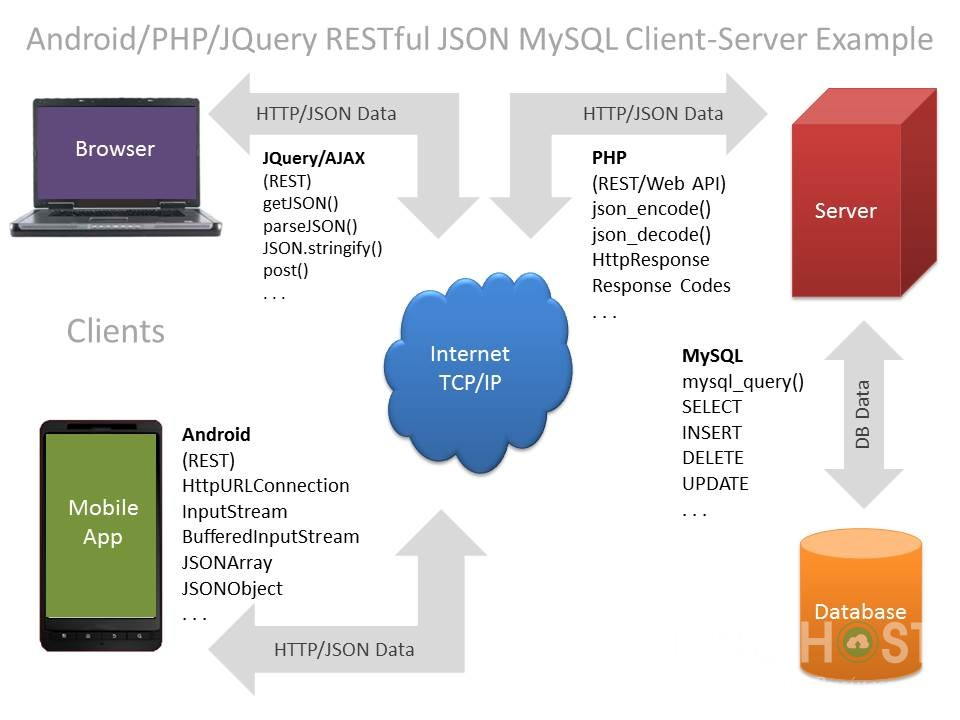 Android/PHP/JQuery RESTful JSON MySQL Client-Server Example
HTTP/JSON Data
HTTP/JSON Data
Browser
JQuery/AJAX
(REST)
getJSON()
parseJSON()
JSON.stringify()
post()
. . .
PHP
(REST/Web API)
json_encode()
json_decode()
HttpResponse
Response Codes
. . .
Server
Clients
Internet
TCP/IP
MySQL
mysql_query()
SELECT
INSERT
DELETE
UPDATE
. . .
DB Data
Mobile
App
Android
(REST)
HttpURLConnection
InputStream
BufferedInputStream
JSONArray
JSONObject
. . .
HTTP/JSON Data
Database